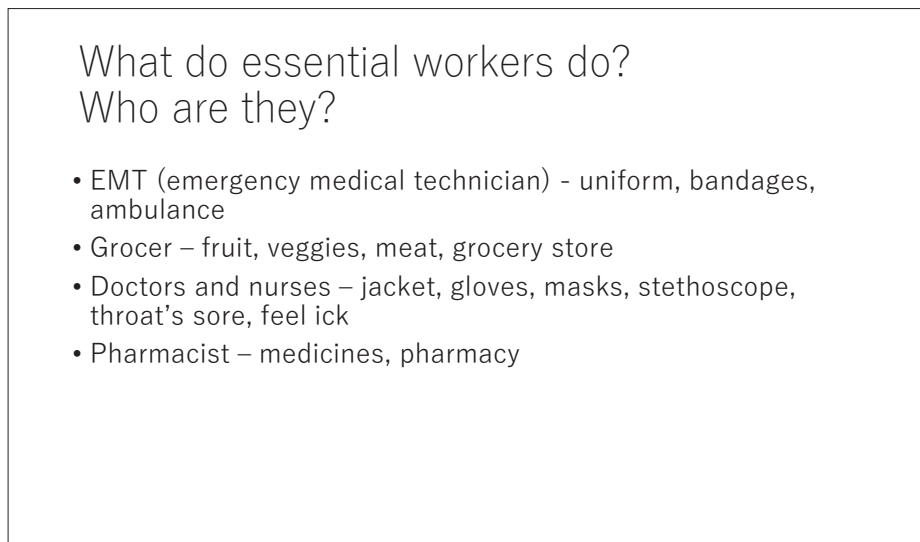 What do essential workers do?
Who are they?
• EMT (emergency medical technician) - uniform, bandages,
ambulance
• Grocer – fruit, veggies, meat, grocery store
• Doctors and nurses – jacket, gloves, masks, stethoscope,
throat’s sore, feel ick
• Pharmacist – medicines, pharmacy